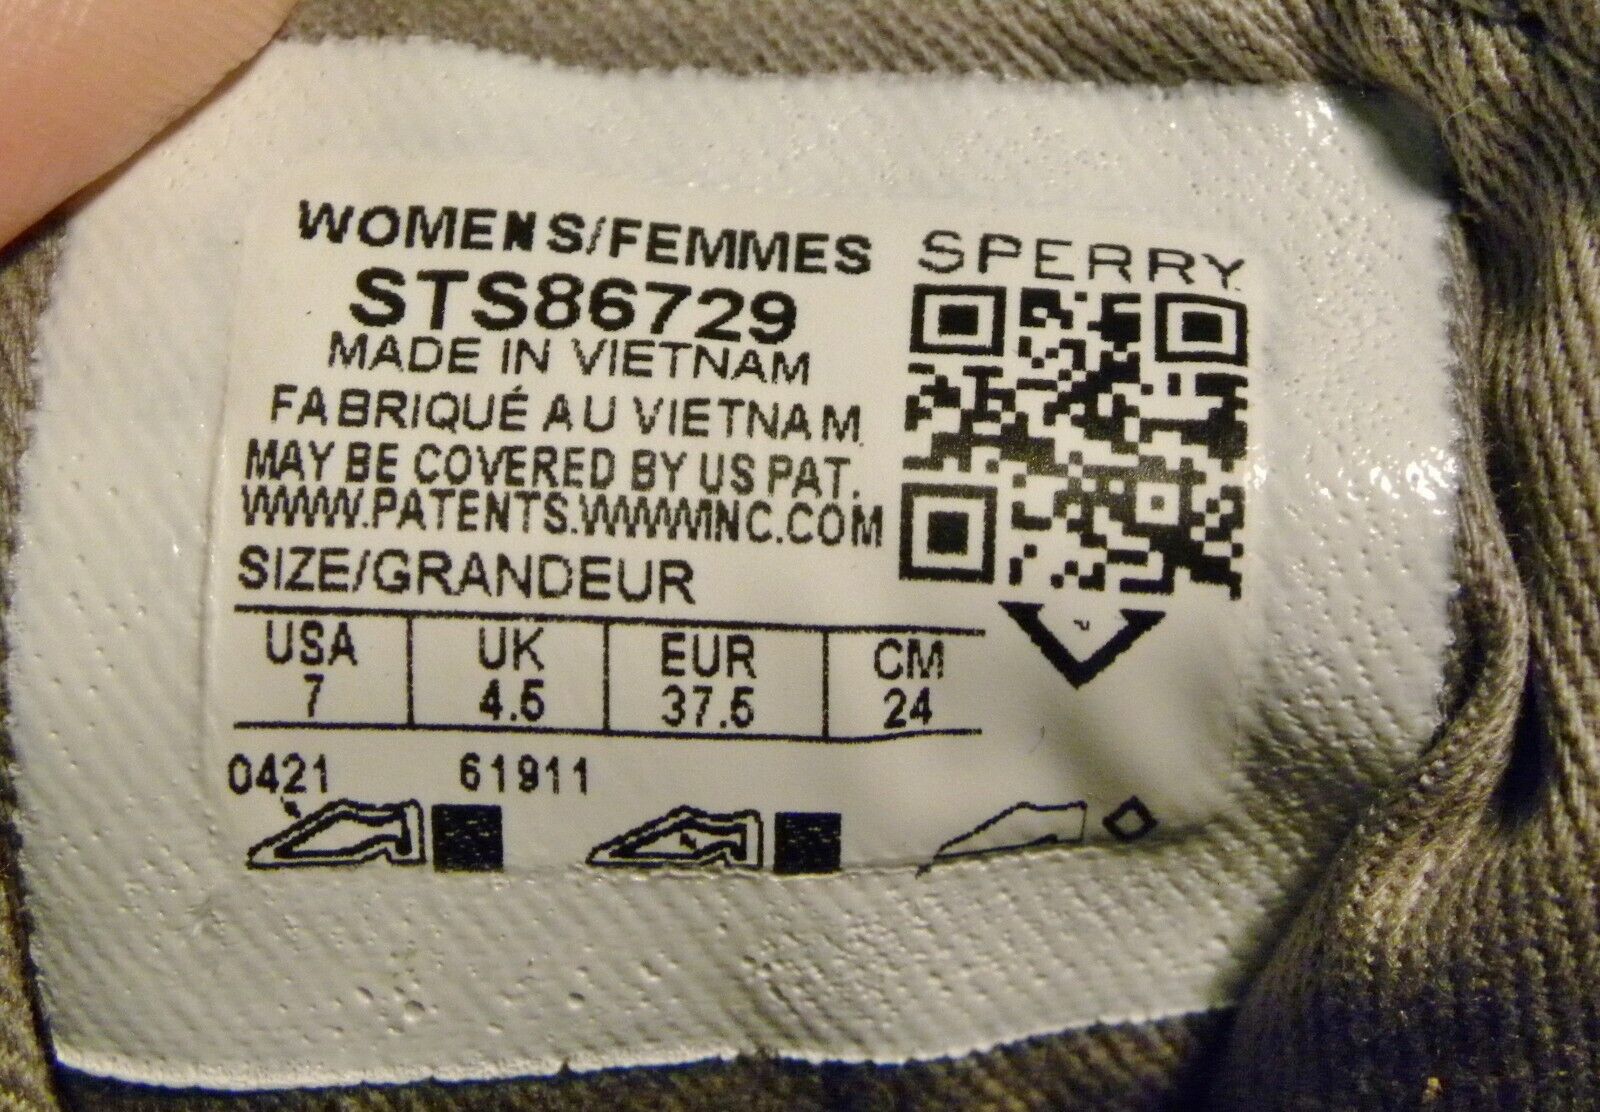 WOMENS/FEMMES
STS86729
MADE IN VIETNAM
FABRIQUÉ AU VIETNAM
MAY BE COVERED BY US PAT.
WWW.PATENTS.WWWINC.COM
SIZE/GRANDEUR
USA UK EUR CM
7 4.5 37.5 24
0421 61911
SPERRY